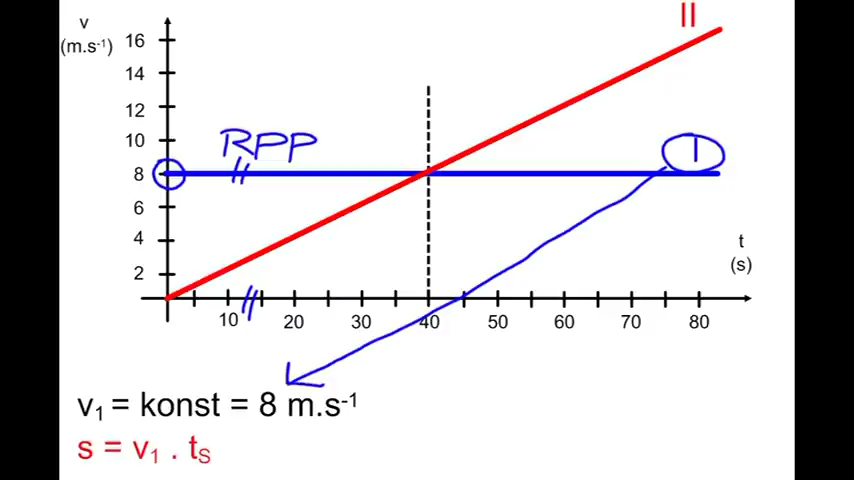 v
(m.s⁻¹)
II
16
14
12
10
RPP
I
8
6
4
t
(s)
2
10 20 30 40 50 60 70 80
v₁ = konst = 8 m.s⁻¹
s = v₁ . tₛ